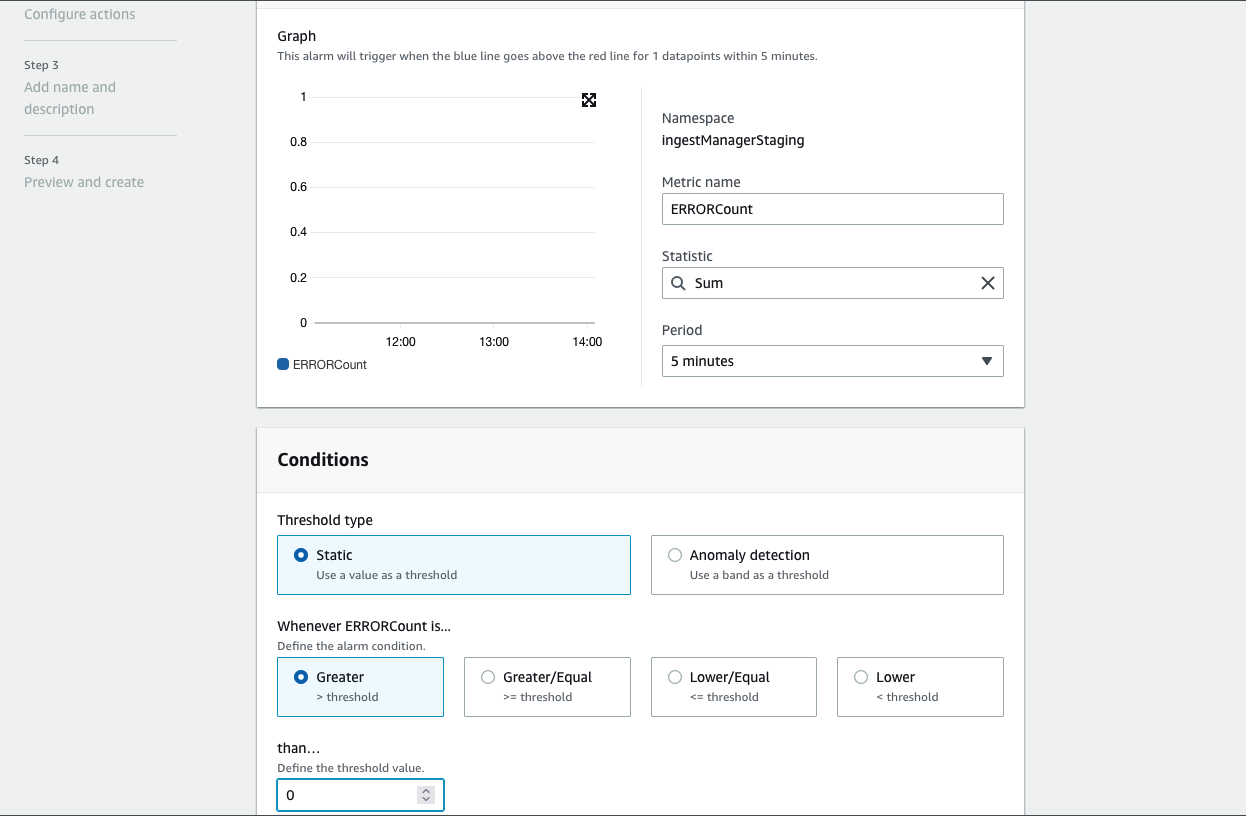 Configure actions
Step 3
Add name and
description
Step 4
Preview and create
Graph
This alarm will trigger when the blue line goes above the red line for 1 datapoints within 5 minutes.
1
0.8
0.6
0.4
0.2
0
12:00 13:00 14:00
ERRORCount
Namespace
ingestManagerStaging
Metric name
ERRORCount
Statistic
Sum
Period
5 minutes
Conditions
Threshold type
Static
Use a value as a threshold
Anomaly detection
Use a band as a threshold
Whenever ERRORCount is...
Define the alarm condition.
Greater
> threshold
Greater/Equal
>= threshold
Lower/Equal
<= threshold
Lower
< threshold
than...
Define the threshold value.
0